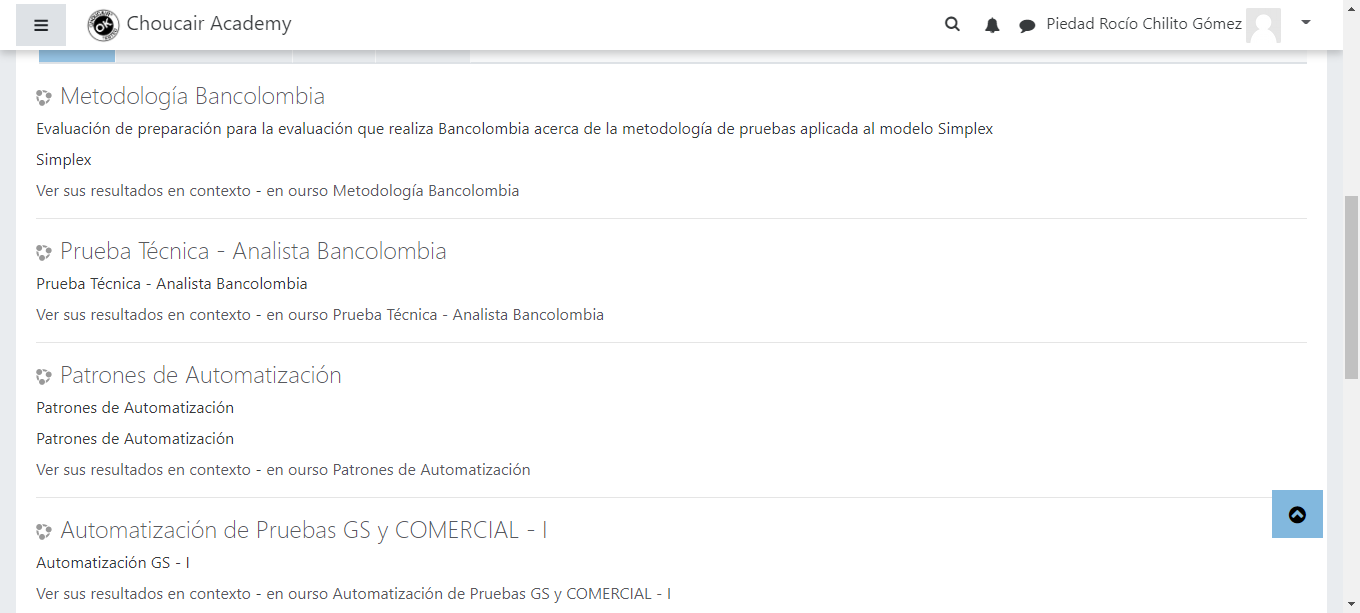 Choucair Academy
Piedad Rocío Chilito Gómez
Metodología Bancolombia
Evaluación de preparación para la evaluación que realiza Bancolombia acerca de la metodología de pruebas aplicada al modelo Simplex
Simplex
Ver sus resultados en contexto - en ourso Metodología Bancolombia
Prueba Técnica - Analista Bancolombia
Prueba Técnica - Analista Bancolombia
Ver sus resultados en contexto - en ourso Prueba Técnica - Analista Bancolombia
Patrones de Automatización
Patrones de Automatización
Patrones de Automatización
Ver sus resultados en contexto - en ourso Patrones de Automatización
Automatización de Pruebas GS y COMERCIAL - I
Automatización GS - I
Ver sus resultados en contexto - en ourso Automatización de Pruebas GS y COMERCIAL - I